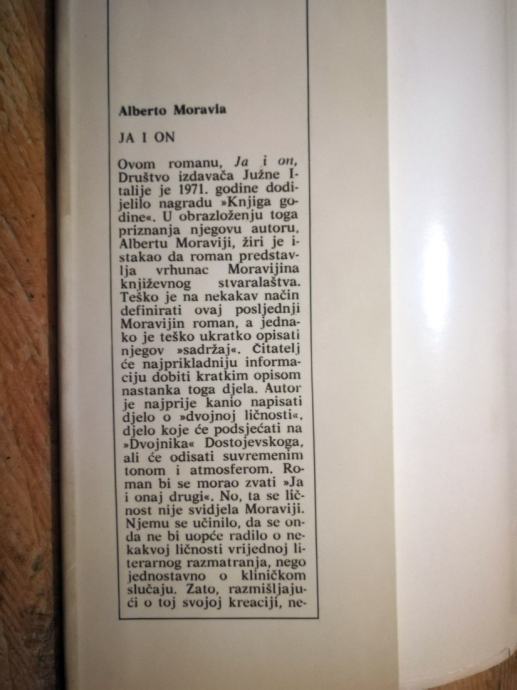 Alberto Moravia
JA I ON
Ovom romanu, Ja i on,
Društvo izdavača Južne I-
talije je 1971. godine dodi-
jelilo nagradu »Knjiga go-
dine«. U obrazloženju toga
priznanja njegovu autoru,
Albertu Moraviji, žiri je i-
stakao da roman predstav-
lja vrhunac Moravijina
književnog stvaralaštva.
Teško je na nekakav način
definirati ovaj posljednji
Moravijin roman, a jedna-
ko je teško ukratko opisati
njegov »sadržaj«. Čitatelj
će najprikladniju informa-
ciju dobiti kratkim opisom
nastanka toga djela. Autor
je najprije kanio napisati
djelo o »dvojnoj ličnosti«,
djelo koje će podsjećati na
»Dvojnika« Dostojevskoga,
ali će odisati suvremenim
tonom i atmosferom. Ro-
man bi se morao zvati »Ja
i onaj drugi«. No, ta se lič-
nost nije svidjela Moraviji.
Njemu se učinilo, da se on-
da ne bi uopće radilo o ne-
kakvoj ličnosti vrijednoj li-
terarnog razmatranja, nego
jednostavno o kliničkom
slučaju. Zato, razmišljaju-
ći o toj svojoj kreaciji, ne-